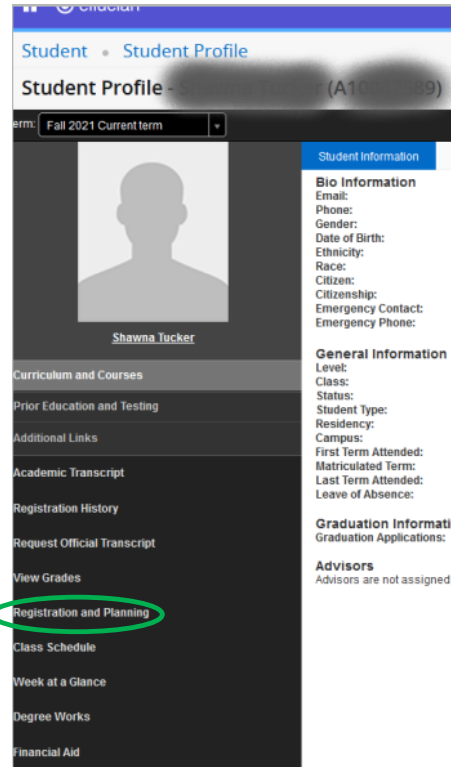 ellucian
Student • Student Profile
Student Profile -
Term: Fall 2021 Current term
Student Information
Bio Information
Email:
Phone:
Gender:
Date of Birth:
Ethnicity:
Race:
Citizen:
Citizenship:
Emergency Contact:
Emergency Phone:
Shawna Tucker
General Information
Level:
Class:
Status:
Student Type:
Residency:
Campus:
First Term Attended:
Matriculated Term:
Last Term Attended:
Leave of Absence:
Graduation Informati
Graduation Applications:
Advisors
Advisors are not assigned
Curriculum and Courses
Prior Education and Testing
Additional Links
Academic Transcript
Registration History
Request Official Transcript
View Grades
Registration and Planning
Class Schedule
Week at a Glance
Degree Works
Financial Aid